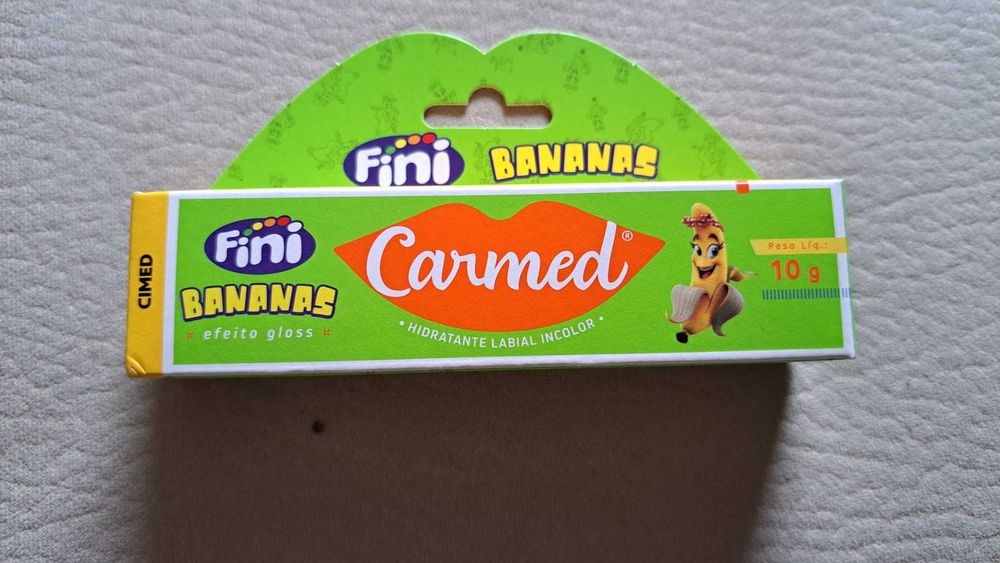 Fini BANANAS
CIMED
Fini
BANANAS
efeito gloss
Carmed®
• HIDRATANTE LABIAL INCOLOR •
Peso Líq.:
10 g